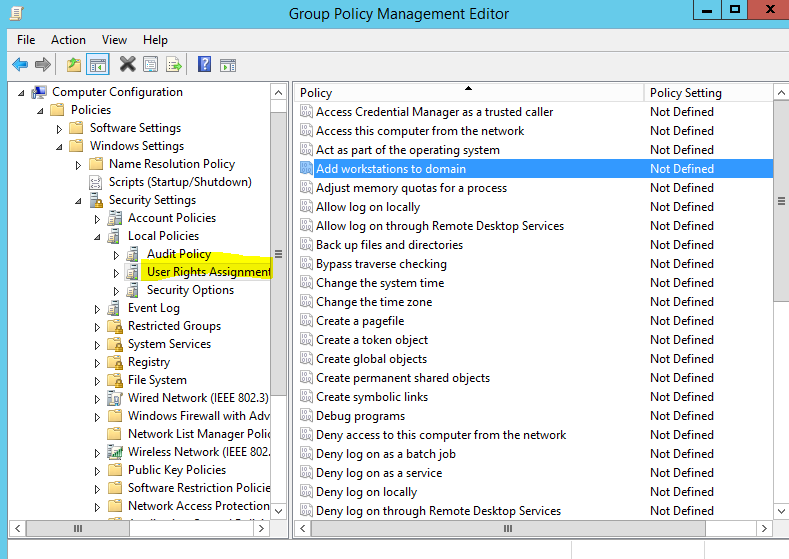 Group Policy Management Editor
File Action View Help
Computer Configuration
Policies
Software Settings
Windows Settings
Name Resolution Policy
Scripts (Startup/Shutdown)
Security Settings
Account Policies
Local Policies
Audit Policy
User Rights Assignment
Security Options
Event Log
Restricted Groups
System Services
Registry
File System
Wired Network (IEEE 802.3)
Windows Firewall with Adv
Network List Manager Polic
Wireless Network (IEEE 802.
Public Key Policies
Software Restriction Policie
Network Access Protection
Policy Policy Setting
Access Credential Manager as a trusted caller Not Defined
Access this computer from the network Not Defined
Act as part of the operating system Not Defined
Add workstations to domain Not Defined
Adjust memory quotas for a process Not Defined
Allow log on locally Not Defined
Allow log on through Remote Desktop Services Not Defined
Back up files and directories Not Defined
Bypass traverse checking Not Defined
Change the system time Not Defined
Change the time zone Not Defined
Create a pagefile Not Defined
Create a token object Not Defined
Create global objects Not Defined
Create permanent shared objects Not Defined
Create symbolic links Not Defined
Debug programs Not Defined
Deny access to this computer from the network Not Defined
Deny log on as a batch job Not Defined
Deny log on as a service Not Defined
Deny log on locally Not Defined
Deny log on through Remote Desktop Services Not Defined